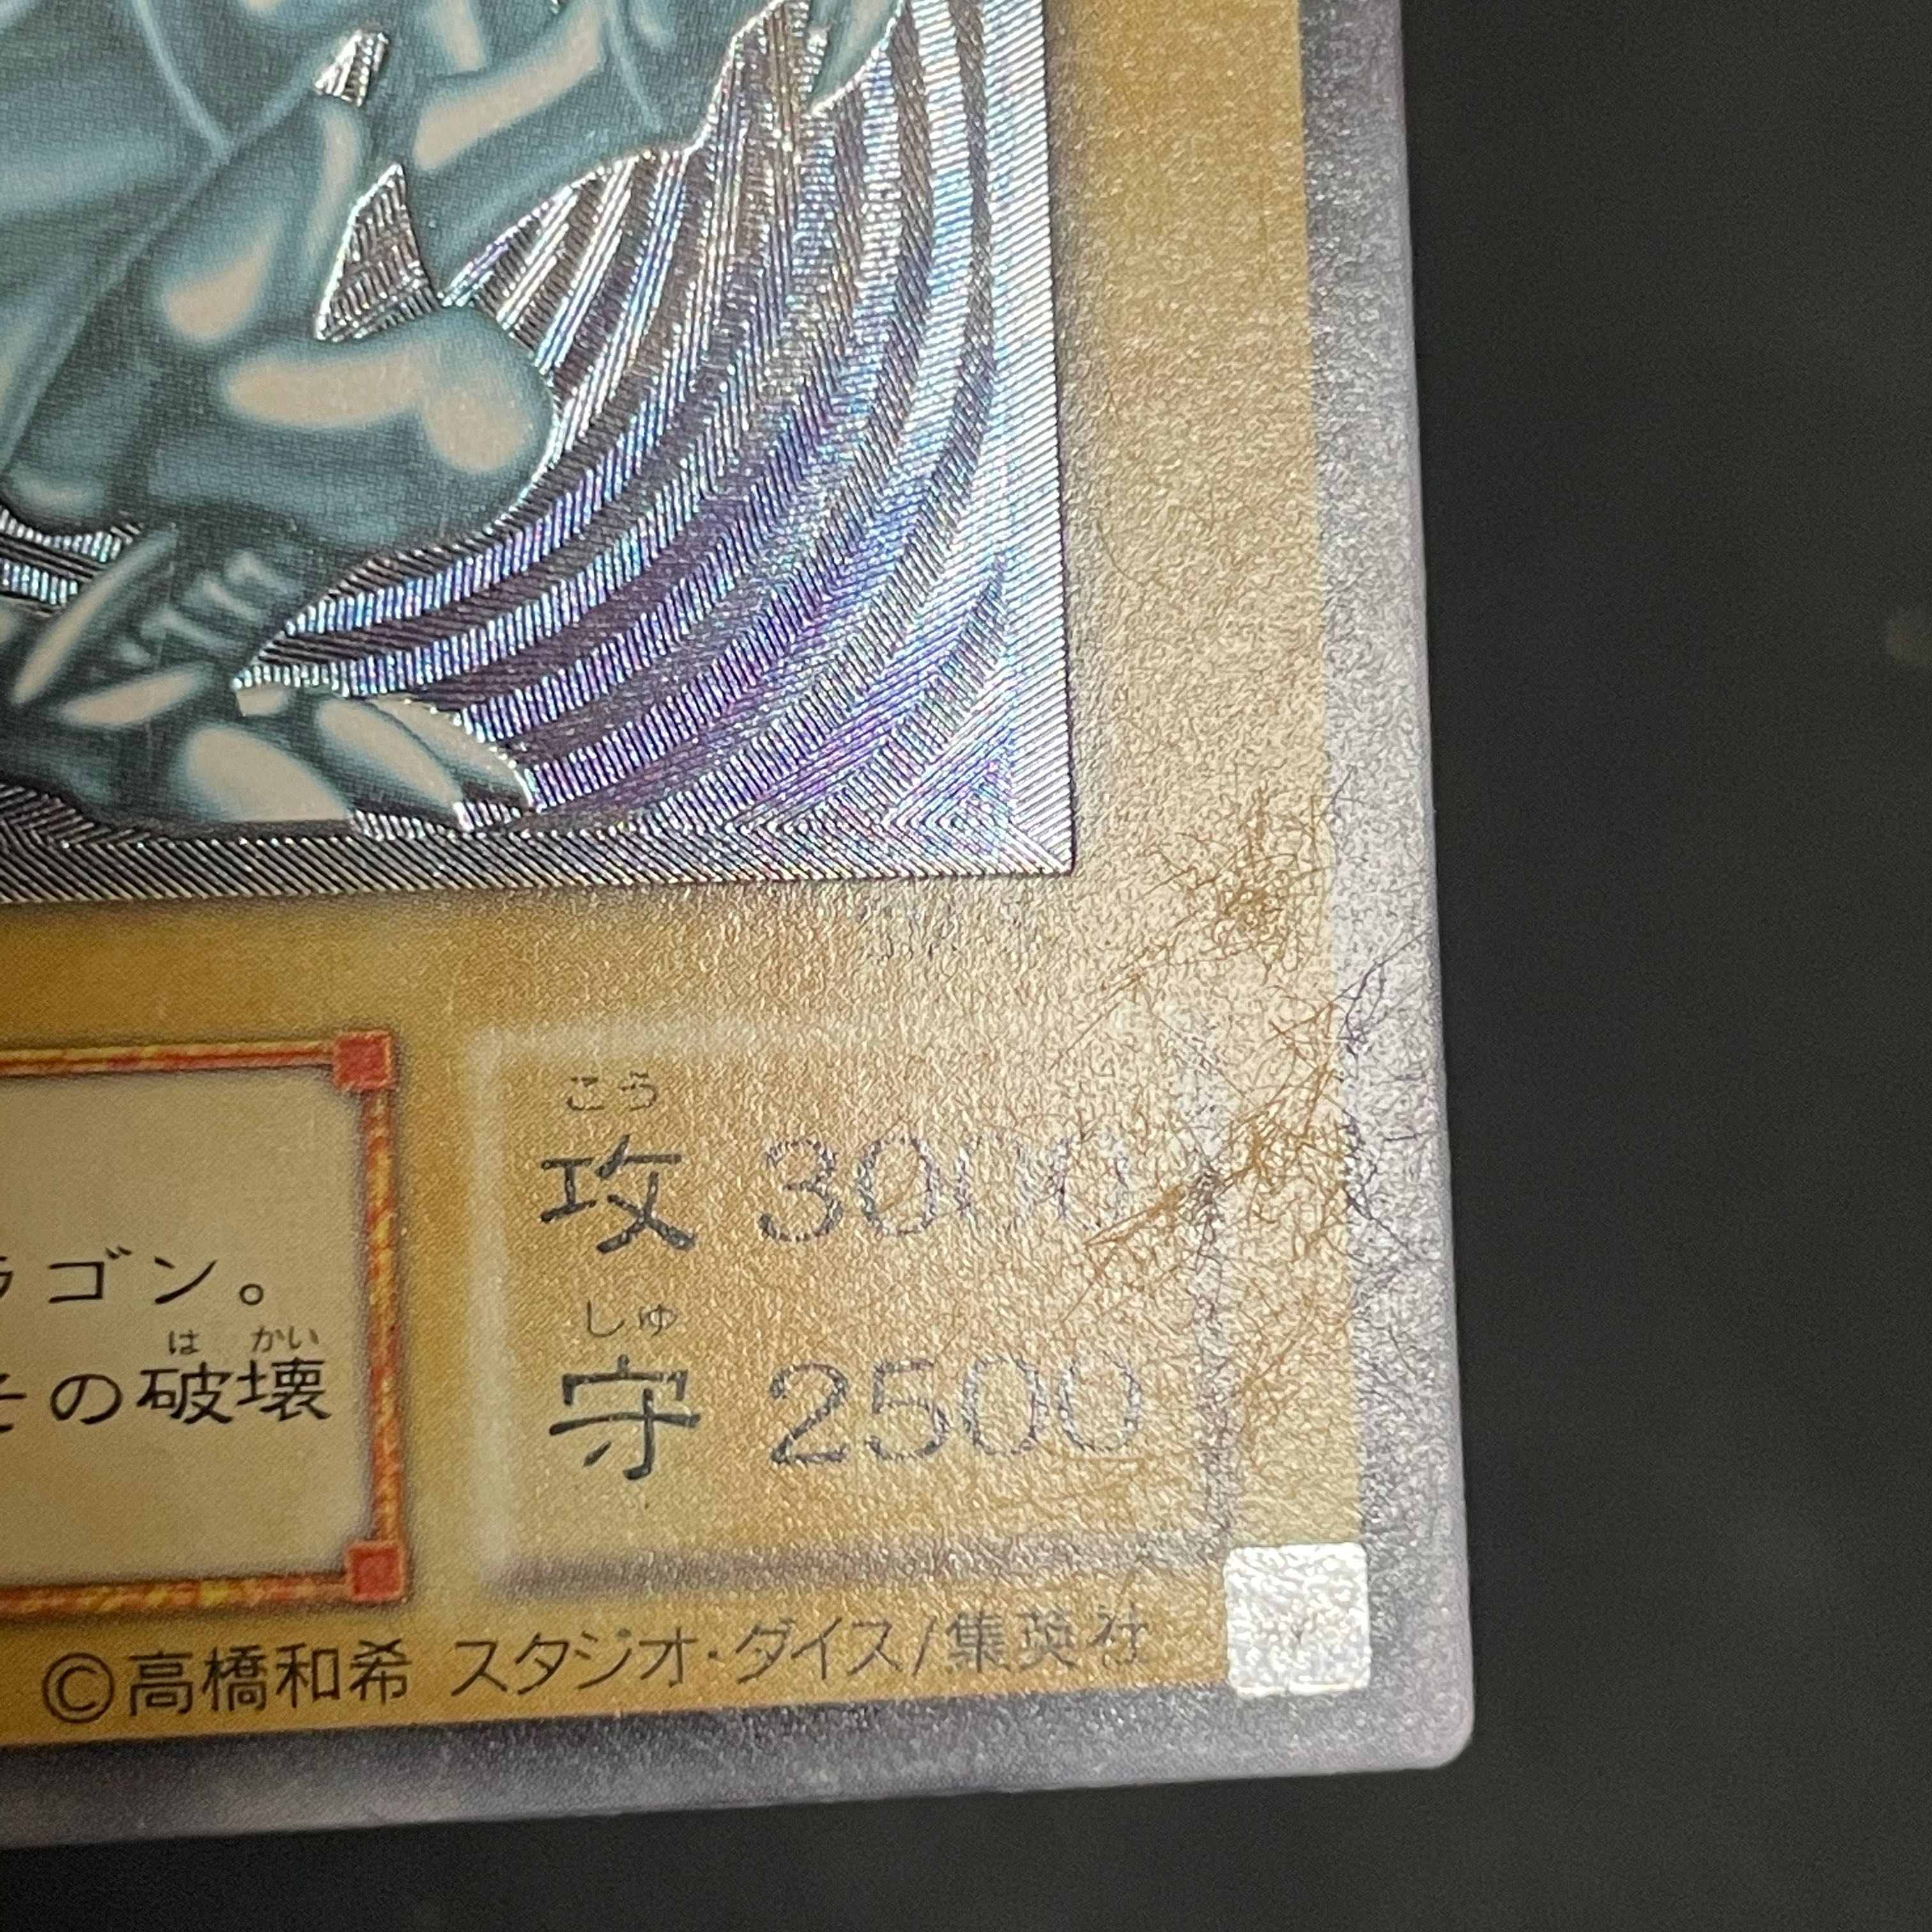 ラゴン。
はかい
その破壊
こう
攻 3000
しゅ
守 2500
©高橋和希 スタジオ・ダイス/集英社